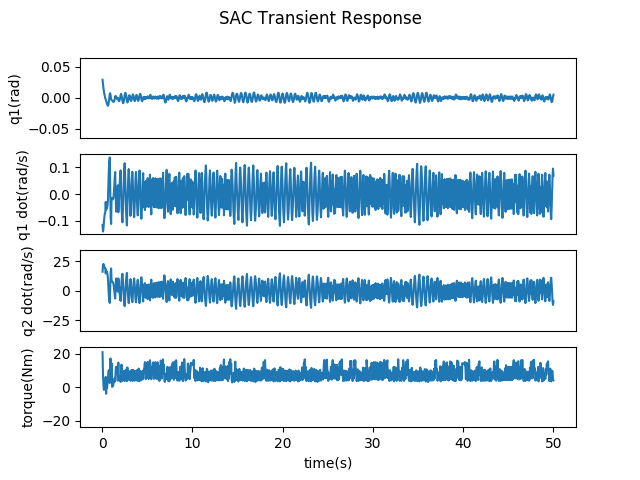 SAC Transient Response
0.05
0.00
−0.05
q1(rad)
0.1
0.0
−0.1
q1 dot(rad/s)
25
0
−25
q2 dot(rad/s)
20
0
−20
torque(Nm)
0 10 20 30 40 50
time(s)